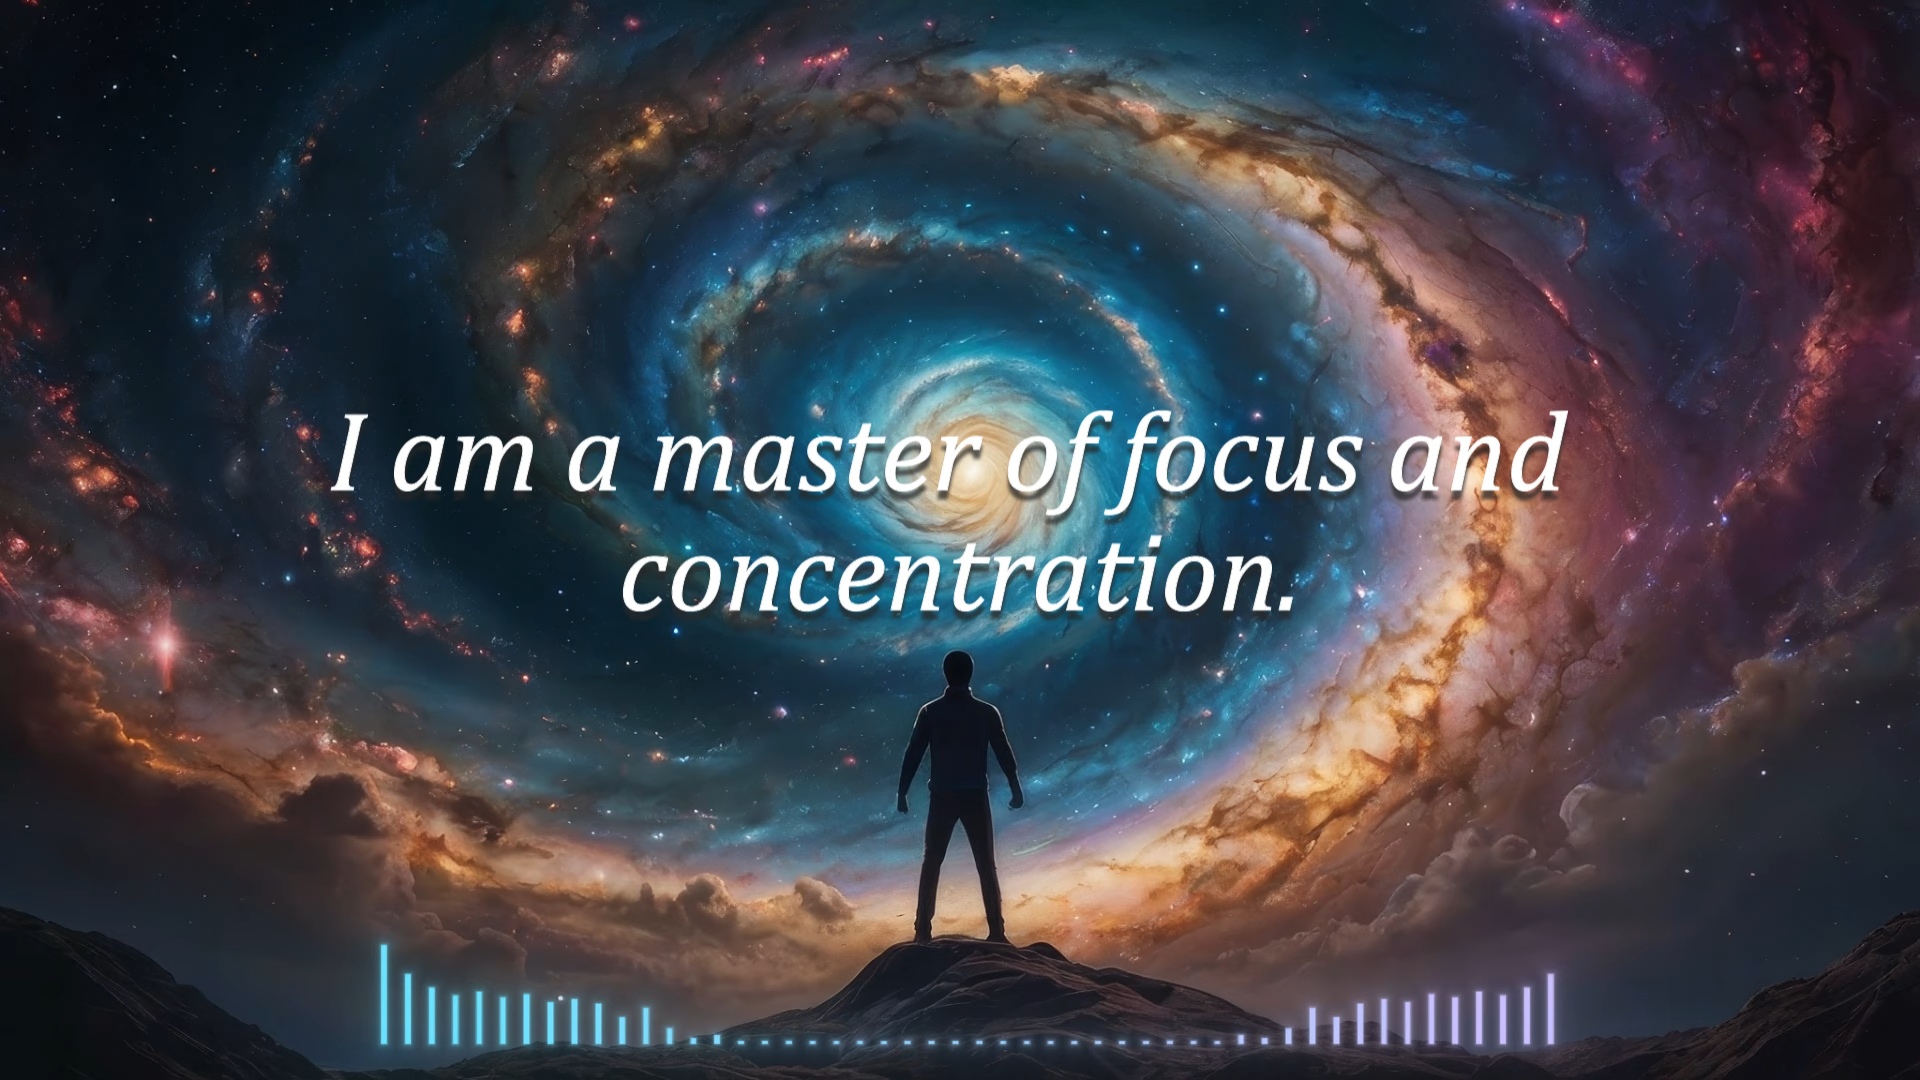 I am a master of focus and
concentration.